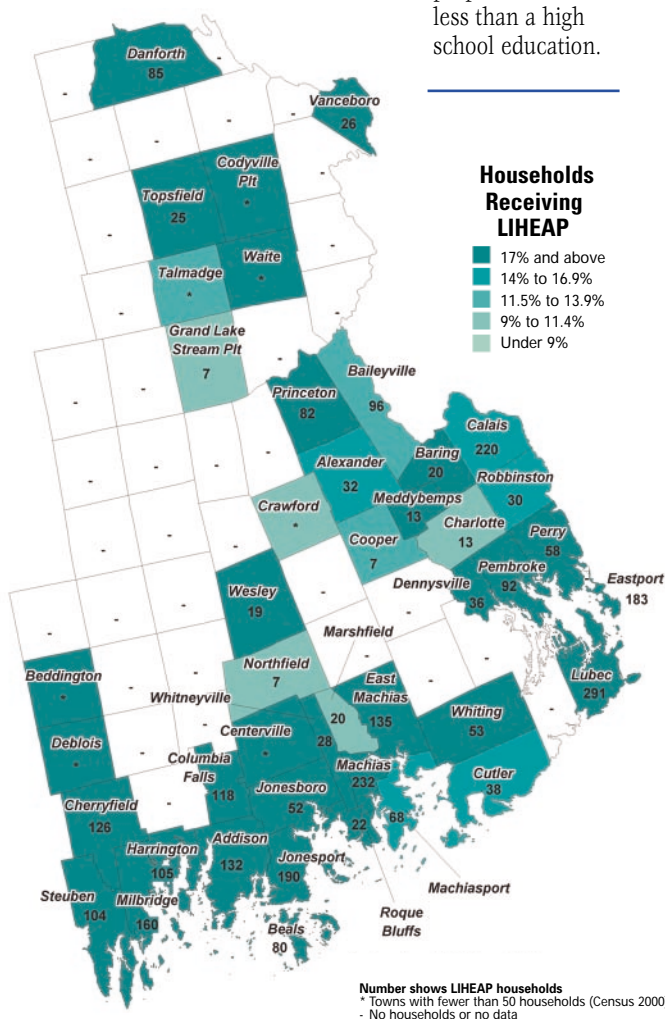 less than a high
school education.
Households
Receiving
LIHEAP
17% and above
14% to 16.9%
11.5% to 13.9%
9% to 11.4%
Under 9%
Danforth
85
-
-
-
Vanceboro
26
-
-
-
-
Codyville
Plt
*
Topsfield
25
-
-
Waite
*
-
Talmadge
*
-
-
Grand Lake
Stream Plt
7
-
-
-
Baileyville
96
Princeton
82
-
-
-
-
Calais
220
Baring
20
Alexander
32
Robbinston
30
-
-
Meddybemps
13
Crawford
*
Charlotte
13
-
-
-
Cooper
7
Perry
58
Pembroke
92
Eastport
183
Dennysville
36
Wesley
19
-
-
-
-
-
Marshfield
20
Northfield
7
-
-
-
Beddington
*
-
-
East
Machias
135
Lubec
291
Whitneyville
28
-
Whiting
53
Centerville
*
Deblois
*
-
-
Columbia
Falls
118
Machias
232
Cutler
38
Jonesboro
52
-
Cherryfield
126
22
68
Addison
132
Harrington
105
Jonesport
190
Machiasport
Steuben
104
Milbridge
160
Roque
Bluffs
Beals
80
Number shows LIHEAP households
* Towns with fewer than 50 households (Census 2000
- No households or no data